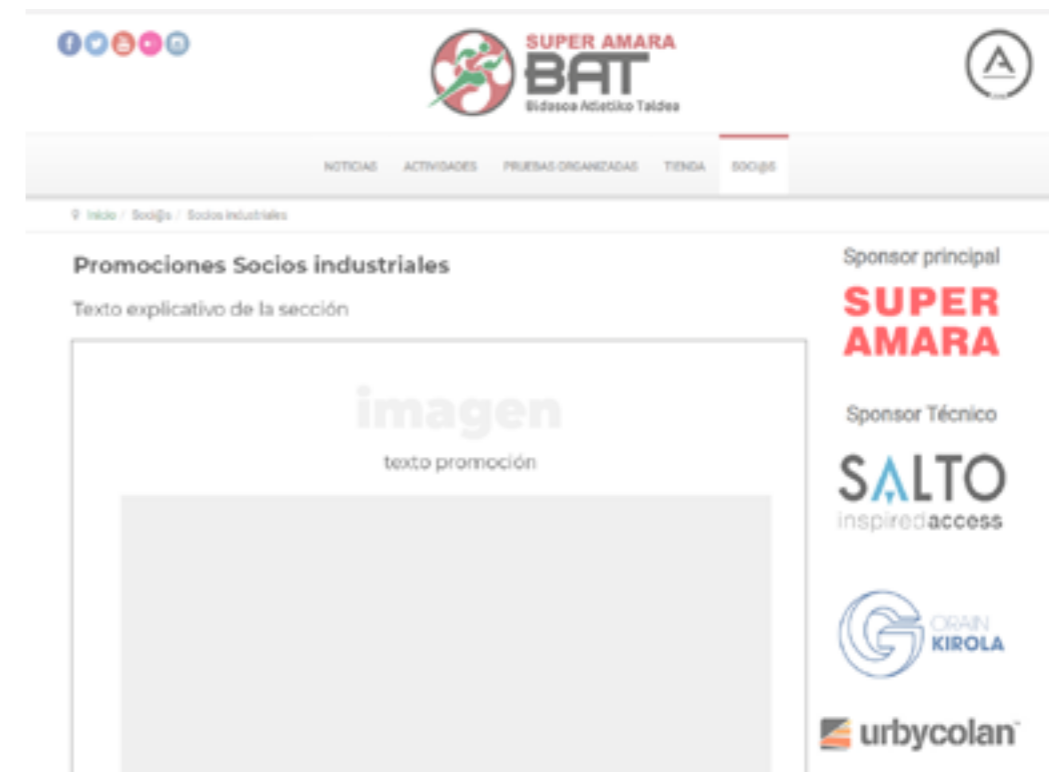 SUPER AMARA
BAT
Bidasoa Atletiko Taldea
NOTICIAS ACTIVIDADES PRUEBAS ORGANIZADAS TIENDA SOCI@S
Inicio / Soci@s / Socios industriales
Promociones Socios industriales
Texto explicativo de la sección
imagen
texto promoción
Sponsor principal
SUPER
AMARA
Sponsor Técnico
SALTO
inspiredaccess
ORAIN
KIROLA
urbycolan